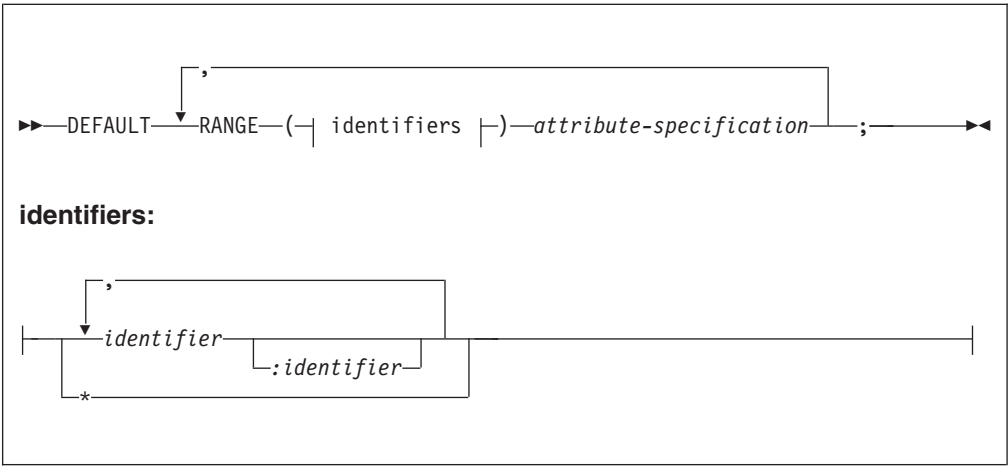 ,
DEFAULT RANGE ( identifiers ) attribute-specification ;
identifiers:
,
identifier
:identifier
*